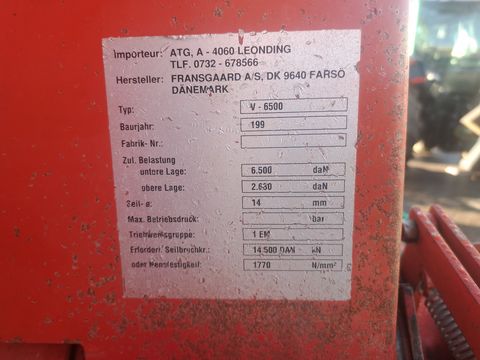 Importeur: ATG, A - 4060 LEONDING
TLF. 0732 - 678566
Hersteller: FRANSGAARD A/S, DK 9640 FARSÖ
DÄNEMARK
Typ: V - 6500
Baurjahr: 199
Fabrik-Nr.:
Zul. Belastung
untere Lage: 6.500 daN
obere Lage: 2.630 daN
Seil-ø: 14 mm
Max. Betriebsdruck: bar
Triebwerksgruppe: 1 EM
Erforderl. Seilbruchkr.: 14 500 DAN kN
oder Nennfestigkeit: 1770 N/mm²